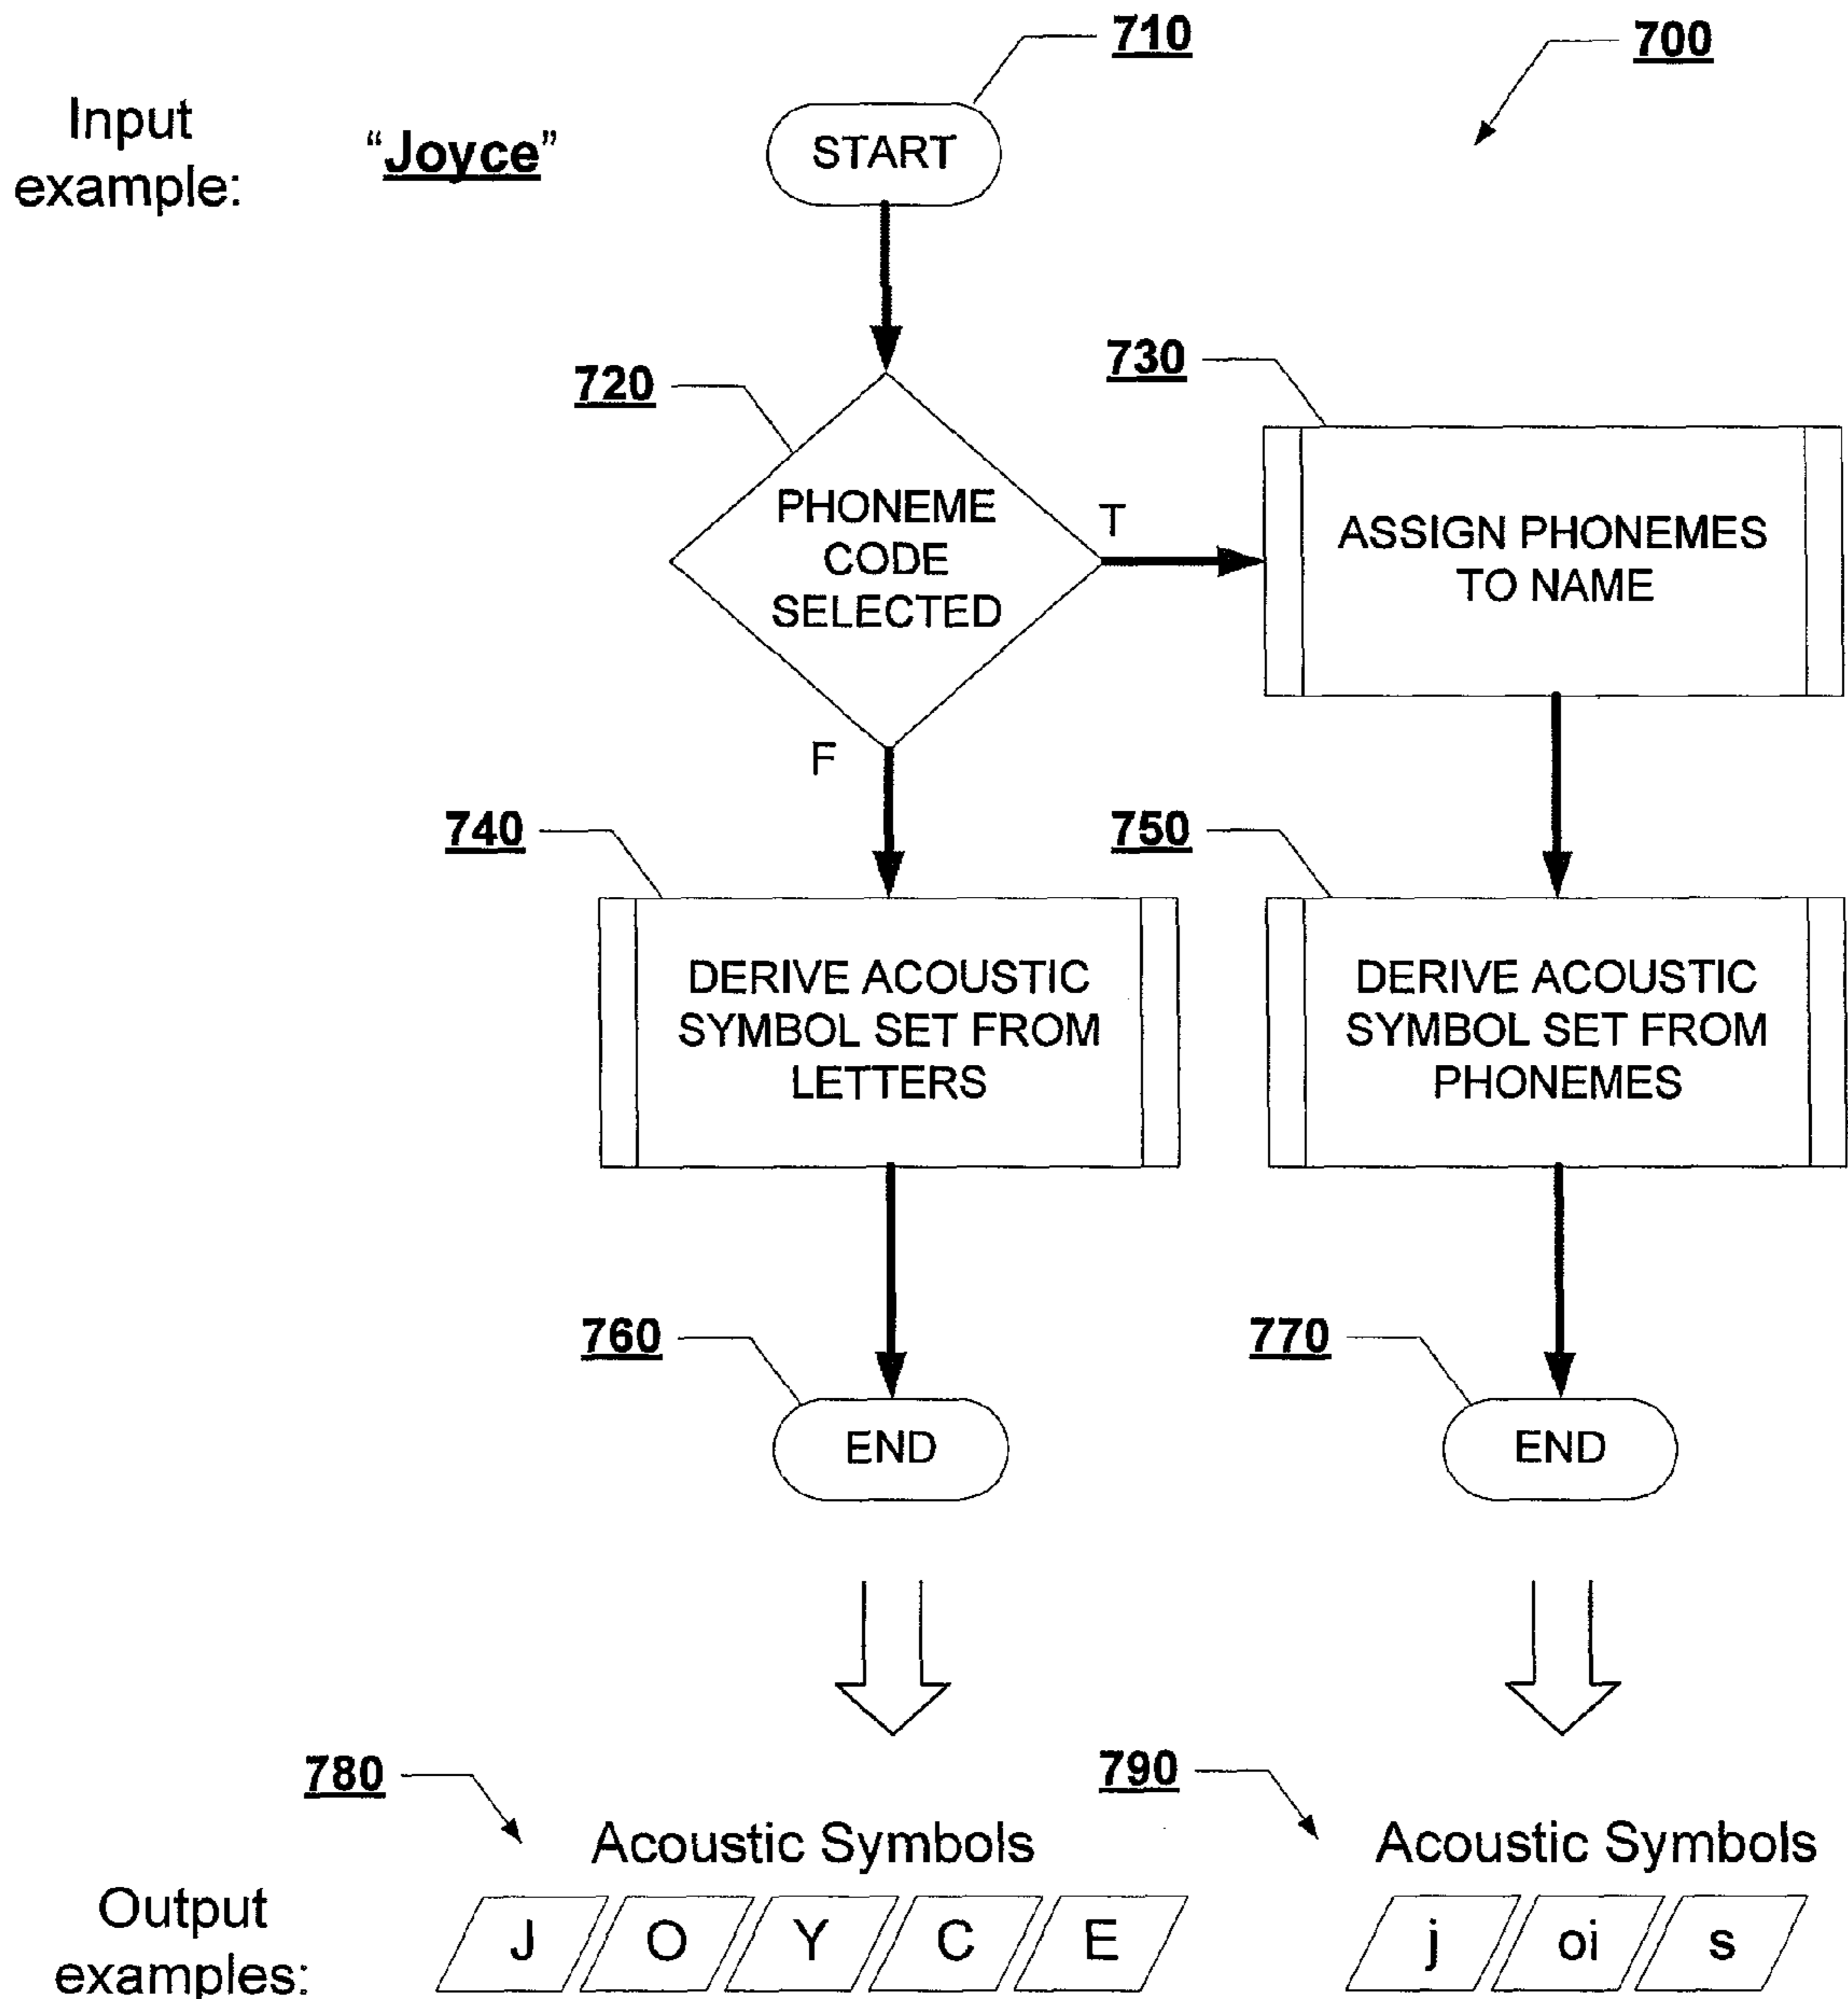 710
700
Input
example:
“Joyce”
START
720
730
PHONEME
CODE
SELECTED
T
ASSIGN PHONEMES
TO NAME
F
740
750
DERIVE ACOUSTIC
SYMBOL SET FROM
LETTERS
DERIVE ACOUSTIC
SYMBOL SET FROM
PHONEMES
760
770
END
END
780
790
Acoustic Symbols
Acoustic Symbols
Output
examples:
J O Y C E
j oi s